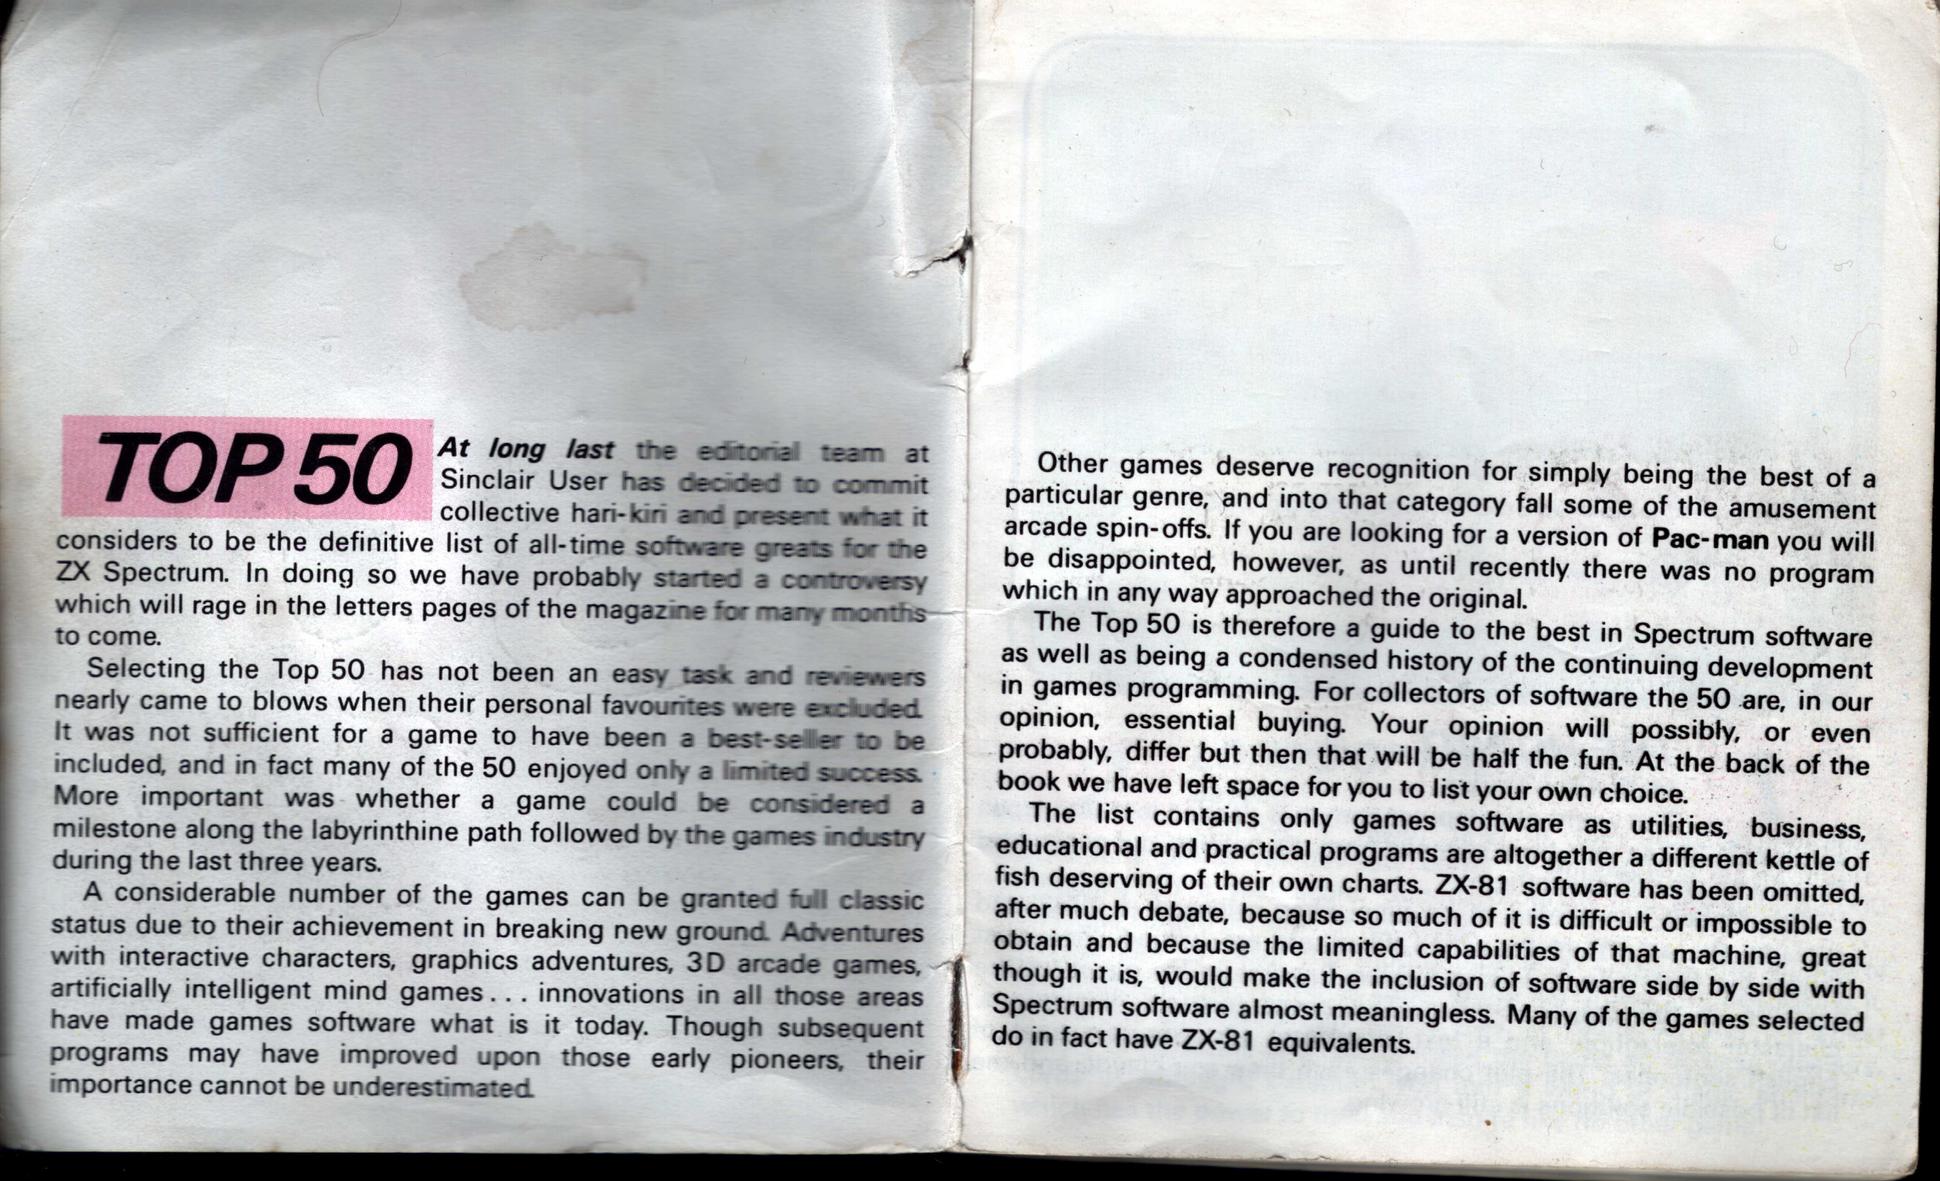 TOP 50
At long last the editorial team at
Sinclair User has decided to commit
collective hari-kiri and present what it
considers to be the definitive list of all-time software greats for the
ZX Spectrum. In doing so we have probably started a controversy
which will rage in the letters pages of the magazine for many months
to come.
Selecting the Top 50 has not been an easy task and reviewers
nearly came to blows when their personal favourites were excluded.
It was not sufficient for a game to have been a best-seller to be
included, and in fact many of the 50 enjoyed only a limited success.
More important was whether a game could be considered a
milestone along the labyrinthine path followed by the games industry
during the last three years.
A considerable number of the games can be granted full classic
status due to their achievement in breaking new ground. Adventures
with interactive characters, graphics adventures, 3D arcade games,
artificially intelligent mind games... innovations in all those areas
have made games software what is it today. Though subsequent
programs may have improved upon those early pioneers, their
importance cannot be underestimated.
Other games deserve recognition for simply being the best of a
particular genre, and into that category fall some of the amusement
arcade spin-offs. If you are looking for a version of Pac-man you will
be disappointed, however, as until recently there was no program
which in any way approached the original.
The Top 50 is therefore a guide to the best in Spectrum software
as well as being a condensed history of the continuing development
in games programming. For collectors of software the 50 are, in our
opinion, essential buying. Your opinion will possibly, or even
probably, differ but then that will be half the fun. At the back of the
book we have left space for you to list your own choice.
The list contains only games software as utilities, business,
educational and practical programs are altogether a different kettle of
fish deserving of their own charts. ZX-81 software has been omitted,
after much debate, because so much of it is difficult or impossible to
obtain and because the limited capabilities of that machine, great
though it is, would make the inclusion of software side by side with
Spectrum software almost meaningless. Many of the games selected
do in fact have ZX-81 equivalents.